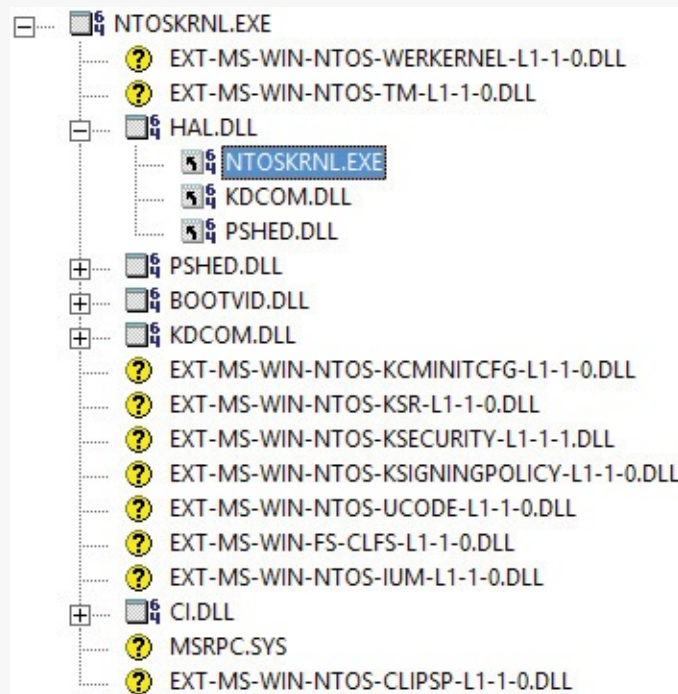 NTOSKRNL.EXE
EXT-MS-WIN-NTOS-WERKERNEL-L1-1-0.DLL
EXT-MS-WIN-NTOS-TM-L1-1-0.DLL
HAL.DLL
NTOSKRNL.EXE
KDCOM.DLL
PSHED.DLL
PSHED.DLL
BOOTVID.DLL
KDCOM.DLL
EXT-MS-WIN-NTOS-KCMINITCFG-L1-1-0.DLL
EXT-MS-WIN-NTOS-KSR-L1-1-0.DLL
EXT-MS-WIN-NTOS-KSECURITY-L1-1-1.DLL
EXT-MS-WIN-NTOS-KSIGNINGPOLICY-L1-1-0.DLL
EXT-MS-WIN-NTOS-UCODE-L1-1-0.DLL
EXT-MS-WIN-FS-CLFS-L1-1-0.DLL
EXT-MS-WIN-NTOS-IUM-L1-1-0.DLL
CI.DLL
MSRPC.SYS
EXT-MS-WIN-NTOS-CLIPSP-L1-1-0.DLL